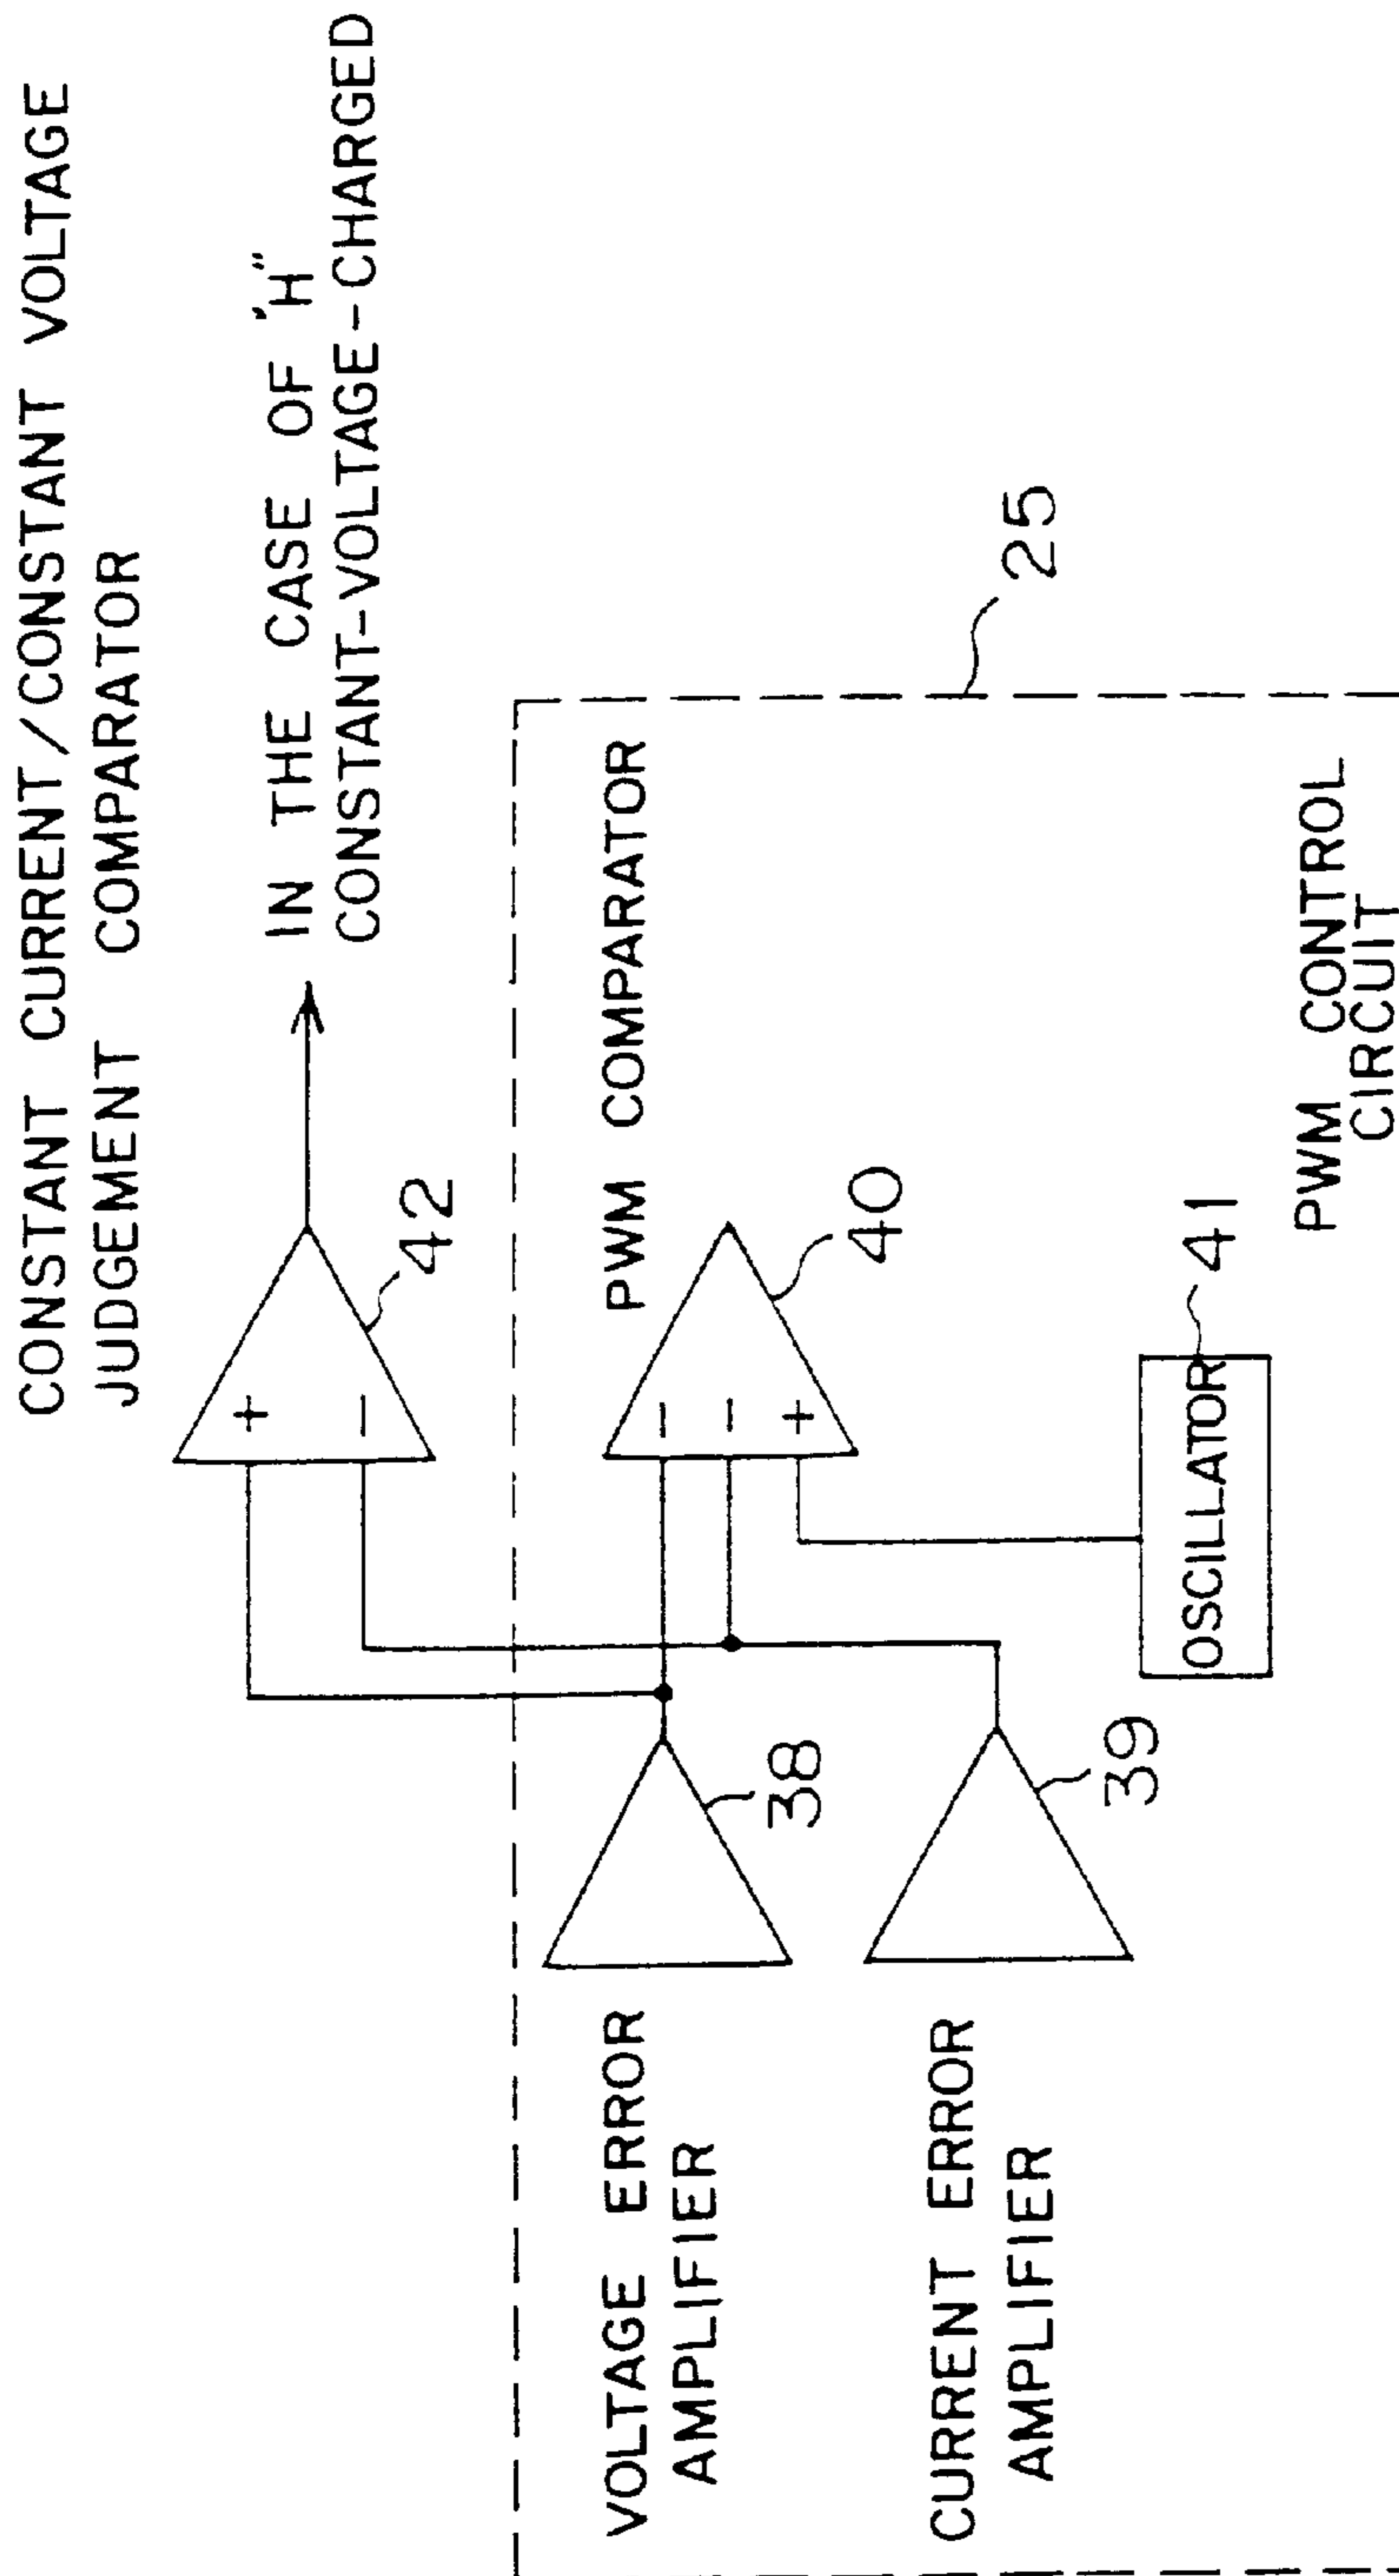 CONSTANT CURRENT/CONSTANT VOLTAGE
JUDGEMENT COMPARATOR
IN THE CASE OF "H"
CONSTANT-VOLTAGE-CHARGED
42
25
PWM COMPARATOR
40
VOLTAGE ERROR
AMPLIFIER
38
CURRENT ERROR
AMPLIFIER
39
OSCILLATOR
41
PWM CONTROL
CIRCUIT
+
−
−
−
+